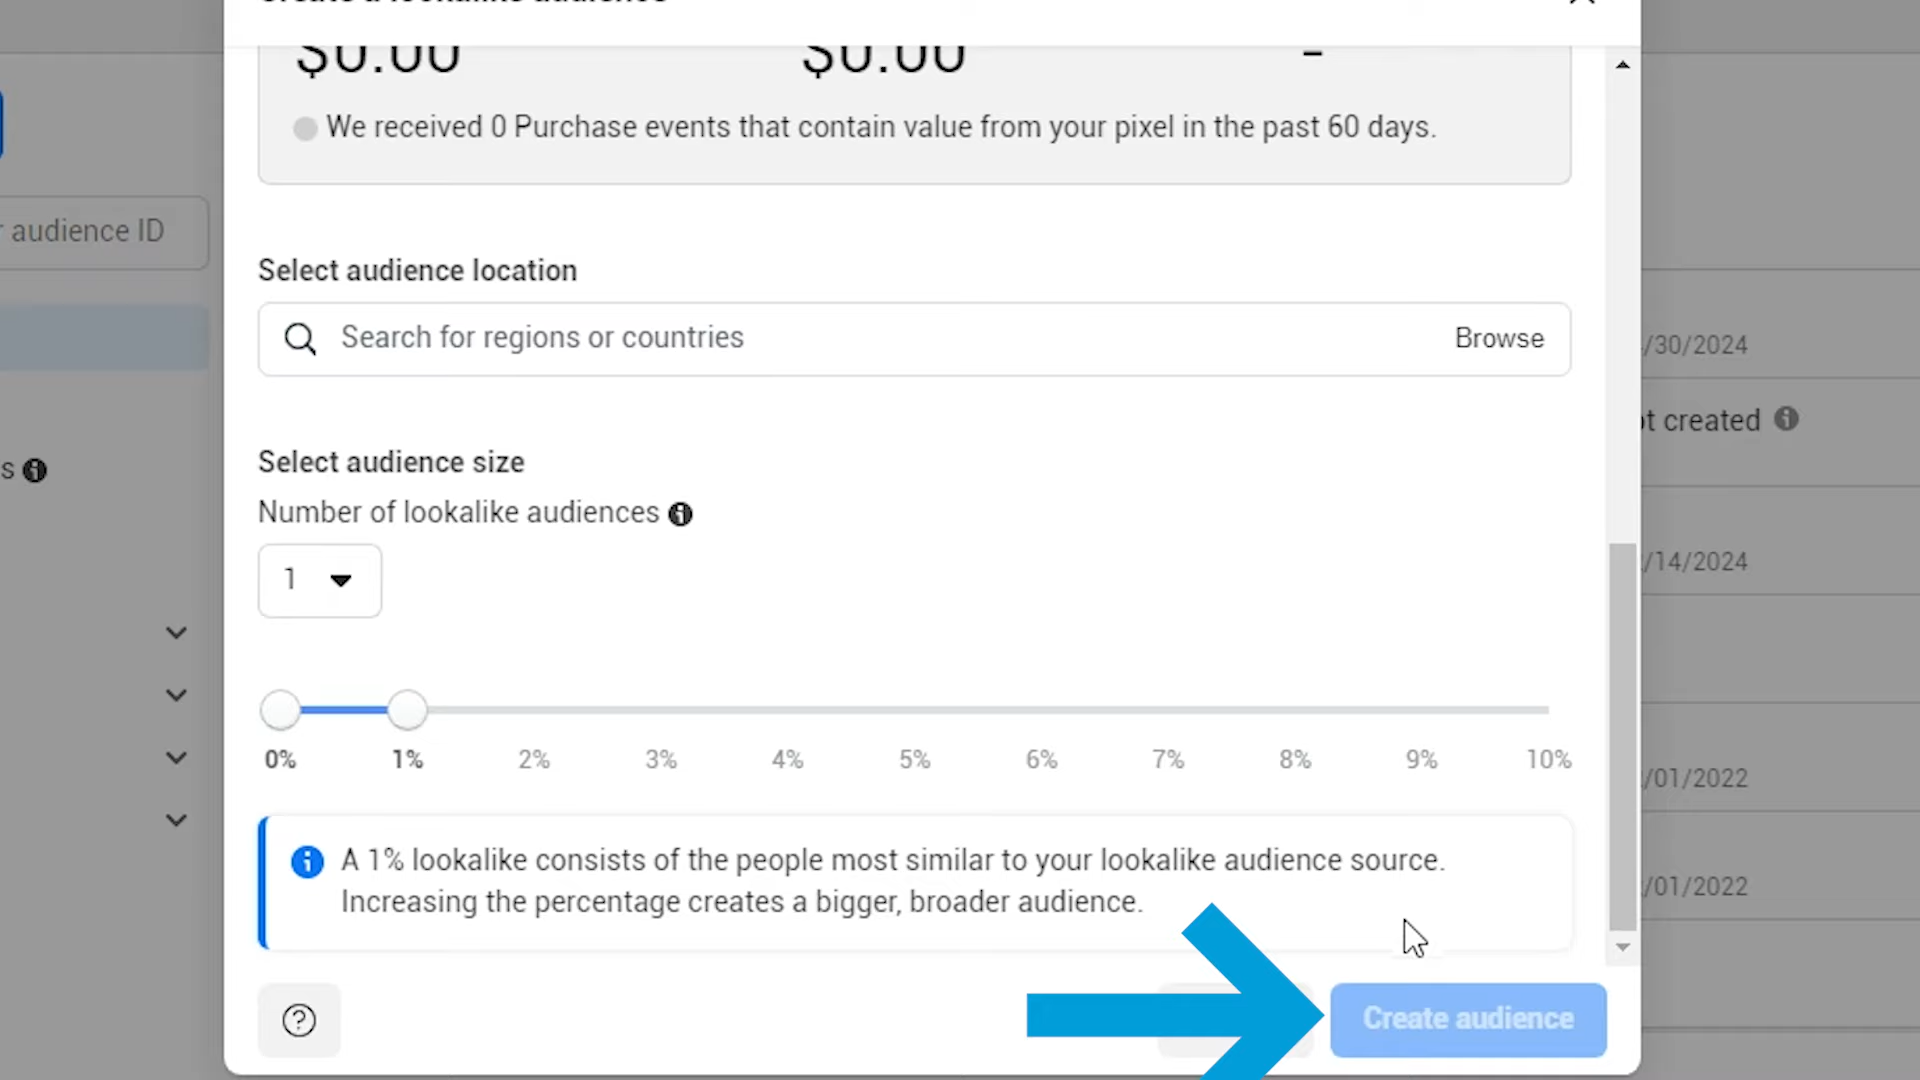 Create a lookalike audience
$0.00 $0.00 -
We received 0 Purchase events that contain value from your pixel in the past 60 days.
audience ID
Select audience location
Search for regions or countries
Browse
/30/2024
created
Select audience size
s
Number of lookalike audiences
1
/14/2024
0% 1% 2% 3% 4% 5% 6% 7% 8% 9% 10%
/01/2022
A 1% lookalike consists of the people most similar to your lookalike audience source.
Increasing the percentage creates a bigger, broader audience.
/01/2022
Create audience